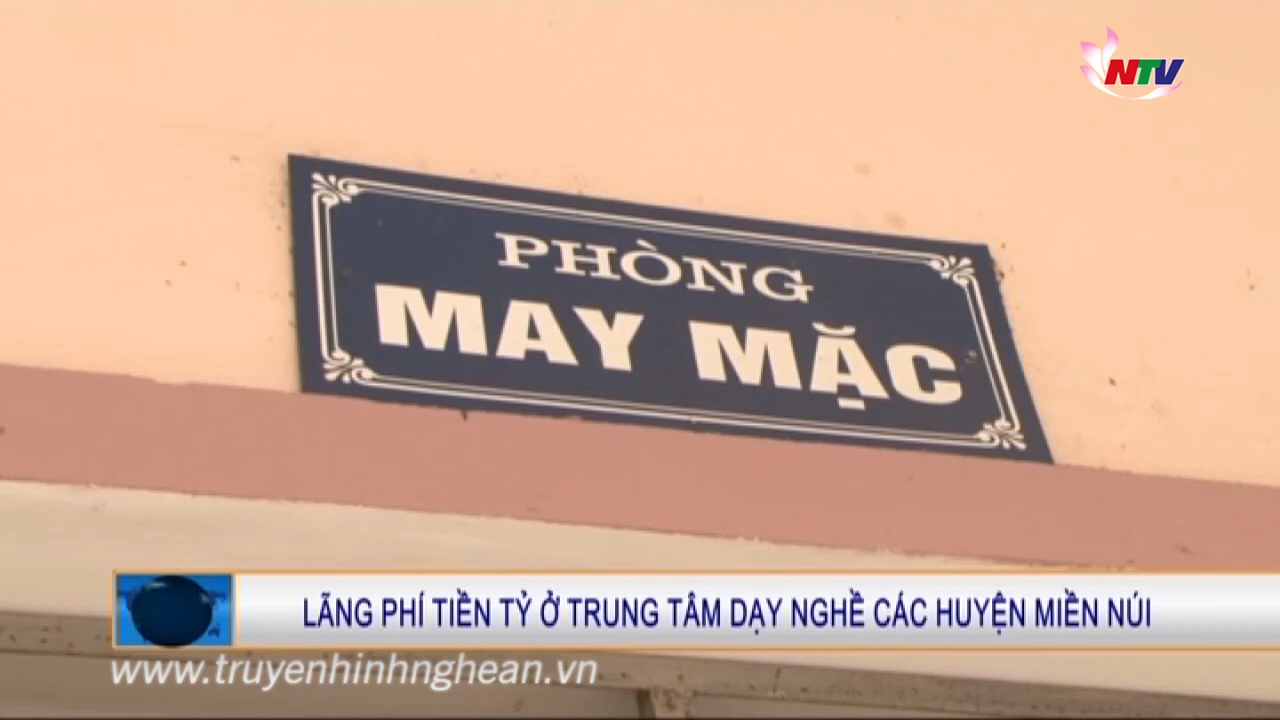 NTV
PHÒNG
MAY MẶC
LÃNG PHÍ TIỀN TỶ Ở TRUNG TÂM DẠY NGHỀ CÁC HUYỆN MIỀN NÚI
www.truyenhinhnghean.vn